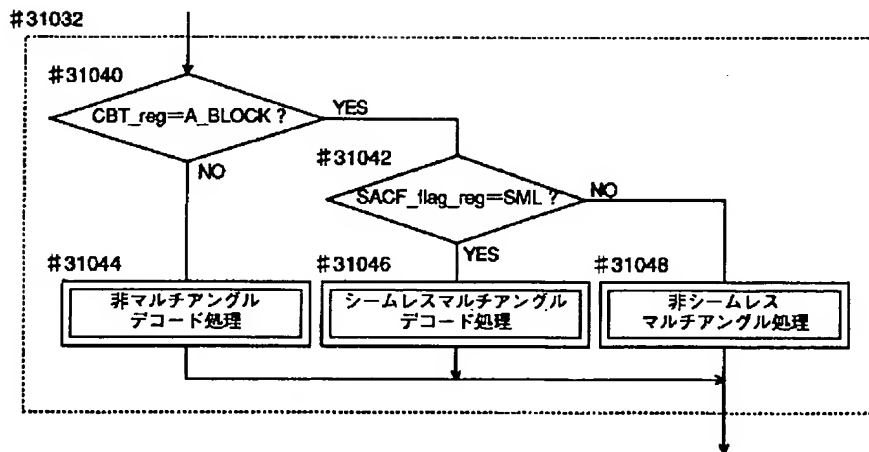 #31032
#31040
CBT_reg=A_BLOCK ?
YES
NO
#31042
SACF_flag_reg=SML ?
NO
YES
#31044
非マルチアングル
デコード処理
#31046
シームレスマルチアングル
デコード処理
#31048
非シームレス
マルチアングル処理